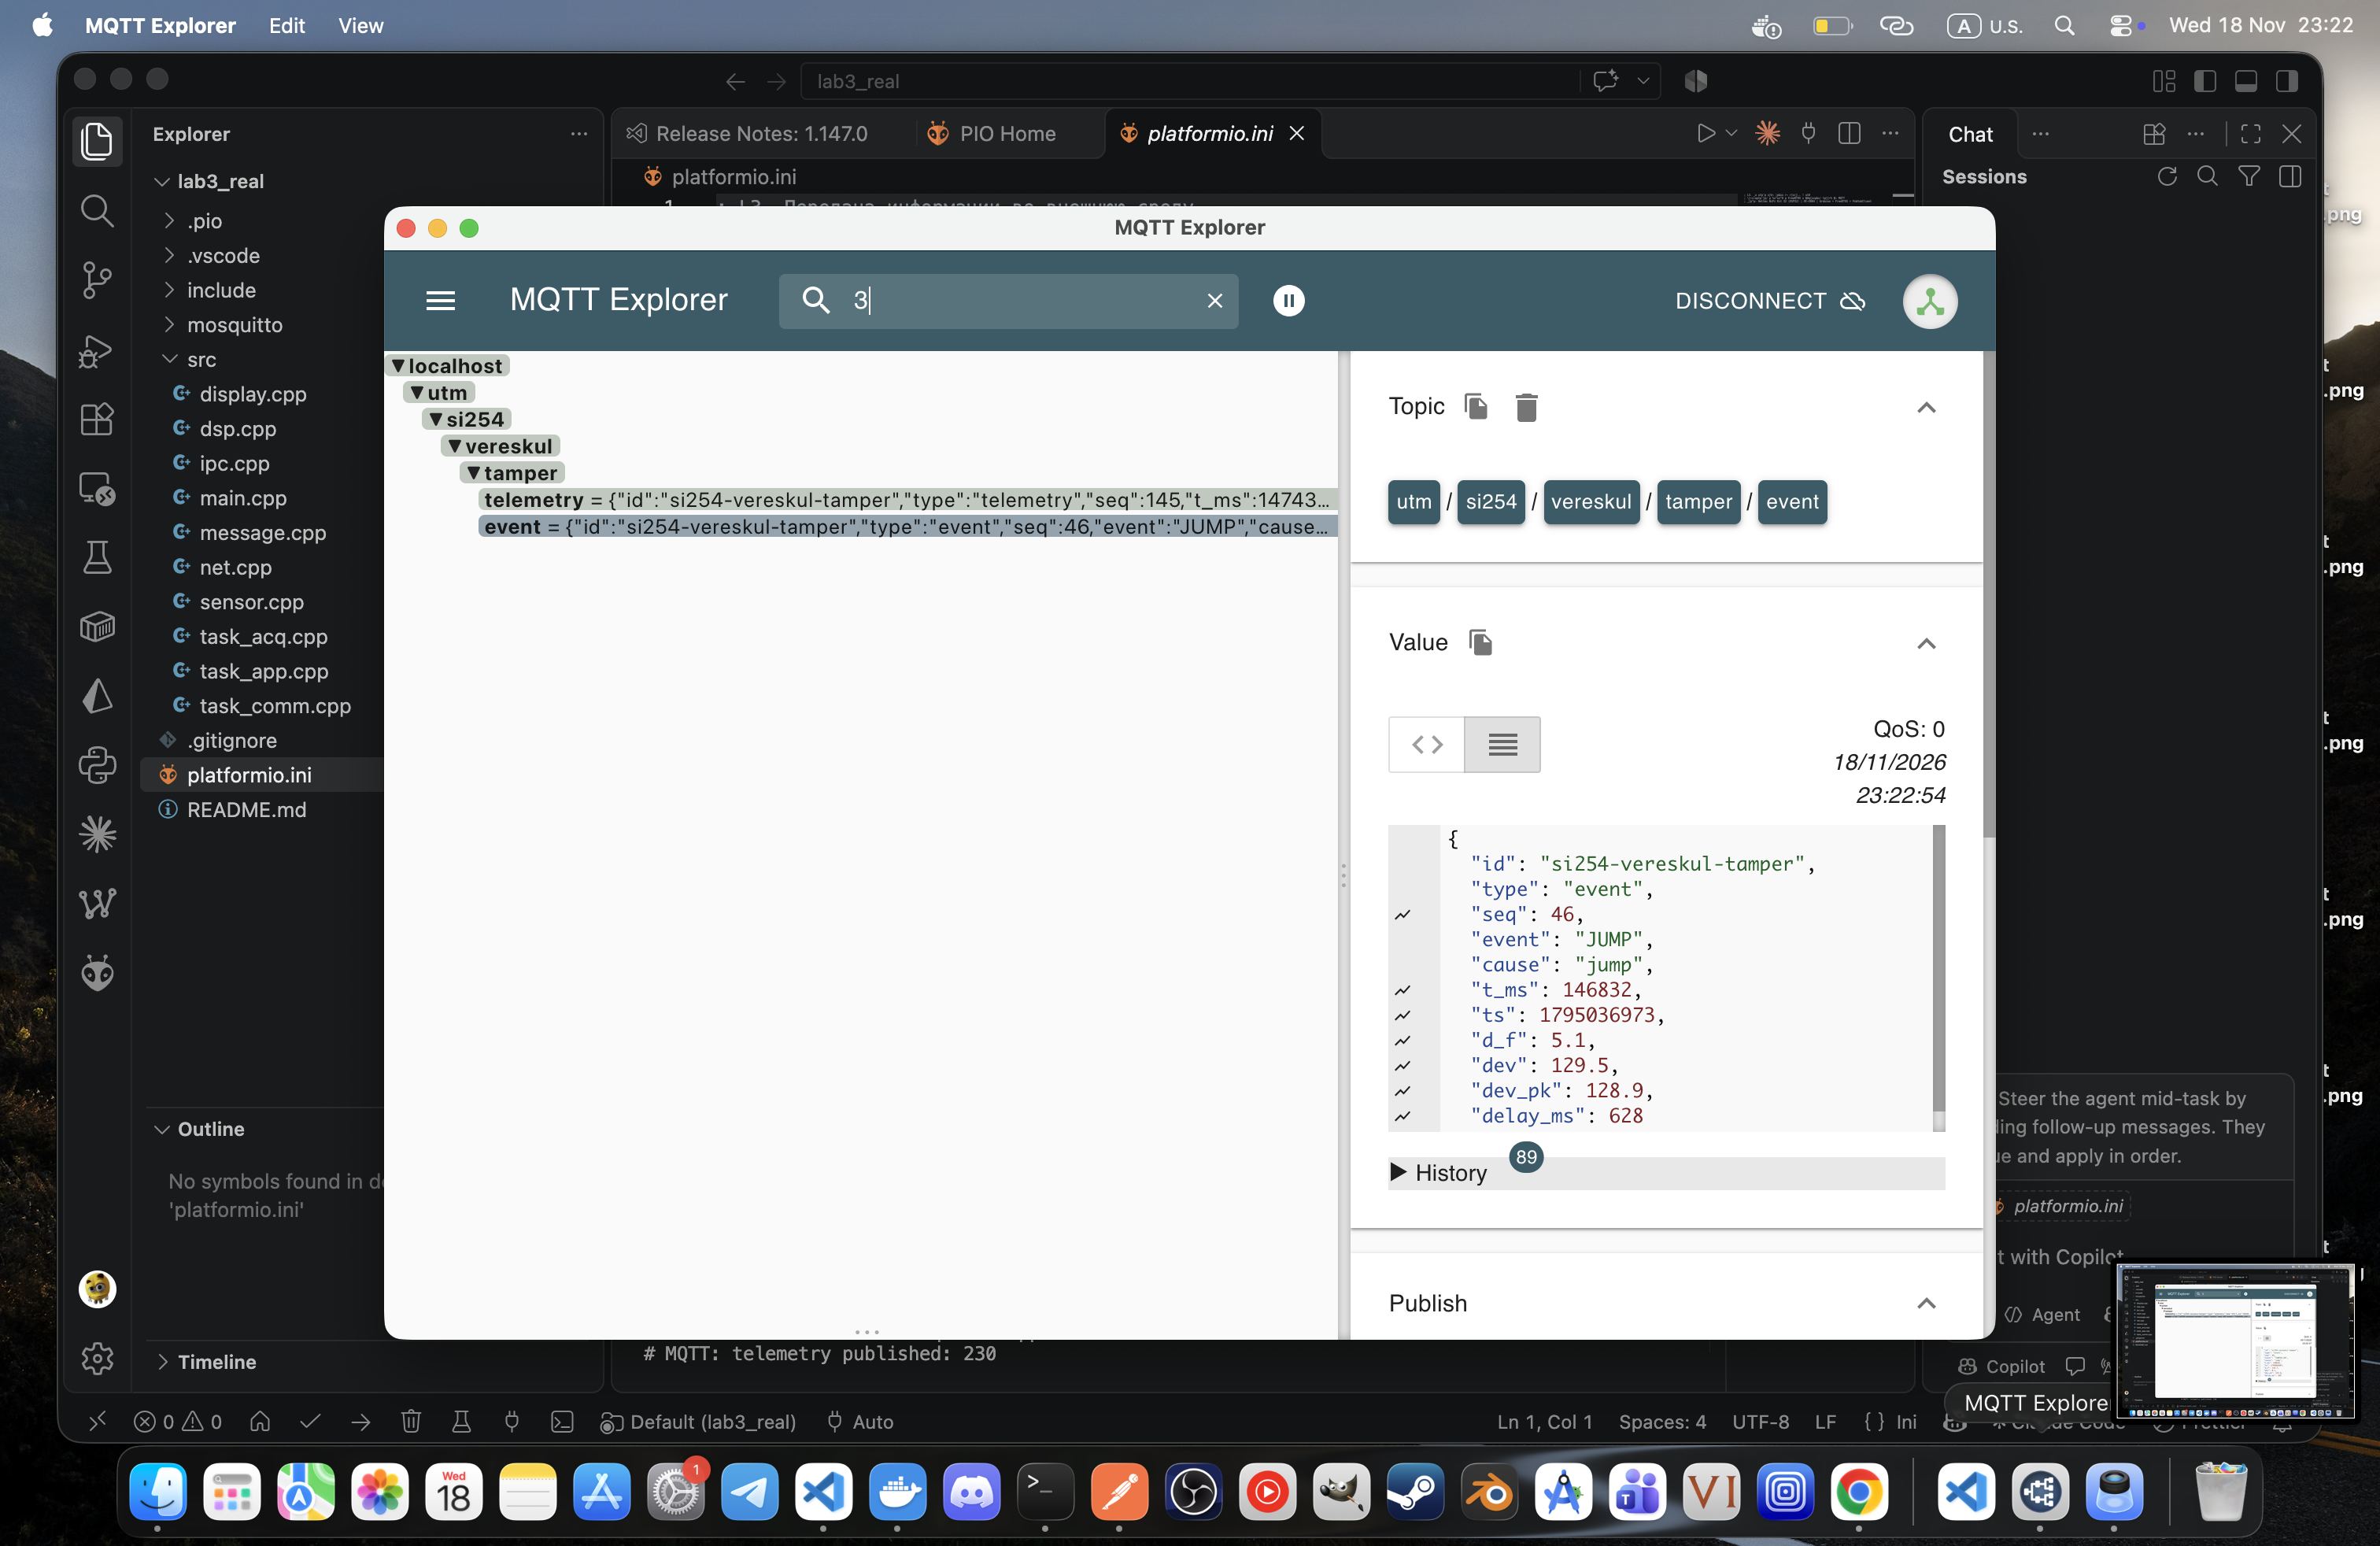 MQTT Explorer Edit View
A U.S. Wed 18 Nov 23:22
lab3_real
Explorer
Release Notes: 1.147.0
PIO Home
platformio.ini
Chat
platformio.ini
Sessions
lab3_real
.pio
.vscode
include
mosquitto
src
display.cpp
dsp.cpp
ipc.cpp
main.cpp
message.cpp
net.cpp
sensor.cpp
task_acq.cpp
task_app.cpp
task_comm.cpp
.gitignore
platformio.ini
README.md
Outline
No symbols found in
'platformio.ini'
Timeline
MQTT Explorer
MQTT Explorer
3
DISCONNECT
localhost
utm
si254
vereskul
tamper
telemetry = {"id":"si254-vereskul-tamper","type":"telemetry","seq":145,"t_ms":14743...
event = {"id":"si254-vereskul-tamper","type":"event","seq":46,"event":"JUMP","cause...
Topic
utm / si254 / vereskul / tamper / event
Value
QoS: 0
18/11/2026
23:22:54
{
"id": "si254-vereskul-tamper",
"type": "event",
"seq": 46,
"event": "JUMP",
"cause": "jump",
"t_ms": 146832,
"ts": 1795036973,
"d_f": 5.1,
"dev": 129.5,
"dev_pk": 128.9,
"delay_ms": 628
History 89
Publish
# MQTT: telemetry published: 230
.png
.png
.png
.png
.png
.png
Steer the agent mid-task by
follow-up messages. They
and apply in order.
platformio.ini
with Copilot
Agent
Copilot
MQTT Explorer
0 0
Default (lab3_real)
Auto
Ln 1, Col 1 Spaces: 4 UTF-8 LF { } Ini
Wed
18
1
VI